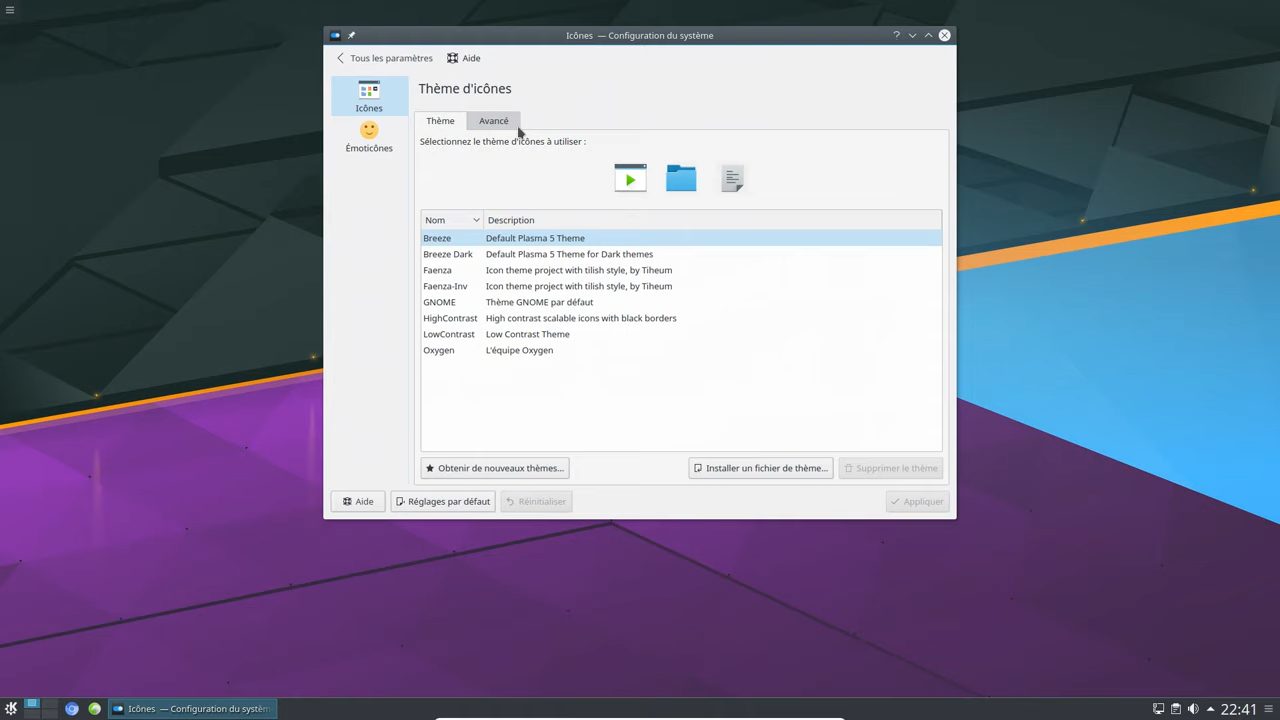 Icônes — Configuration du système
Tous les paramètres
Aide
Icônes
Émoticônes
Thème d'icônes
Thème
Avancé
Sélectionnez le thème d'icônes à utiliser :
Nom Description
Breeze Default Plasma 5 Theme
Breeze Dark Default Plasma 5 Theme for Dark themes
Faenza Icon theme project with tilish style, by Tiheum
Faenza-Inv Icon theme project with tilish style, by Tiheum
GNOME Thème GNOME par défaut
HighContrast High contrast scalable icons with black borders
LowContrast Low Contrast Theme
Oxygen L'équipe Oxygen
Obtenir de nouveaux thèmes... Installer un fichier de thème... Supprimer le thème
Aide Réglages par défaut Réinitialiser Appliquer
Icônes — Configuration du systèm
22:41